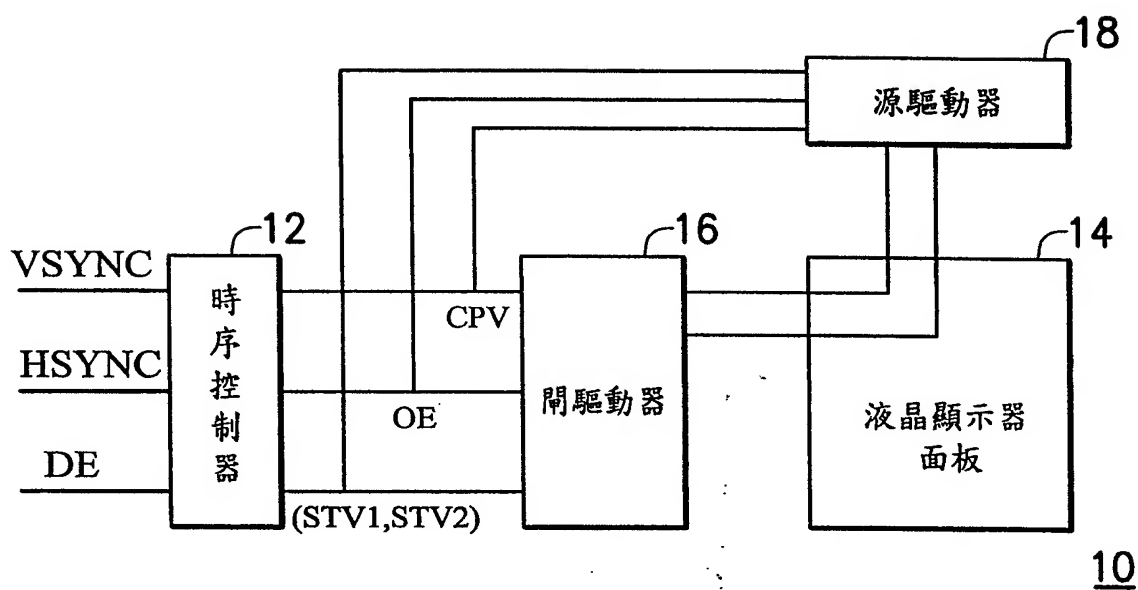 18
源驅動器
12
16
14
VSYNC
HSYNC
DE
時序控制器
CPV
OE
(STV1,STV2)
閘驅動器
液晶顯示器
面板
10